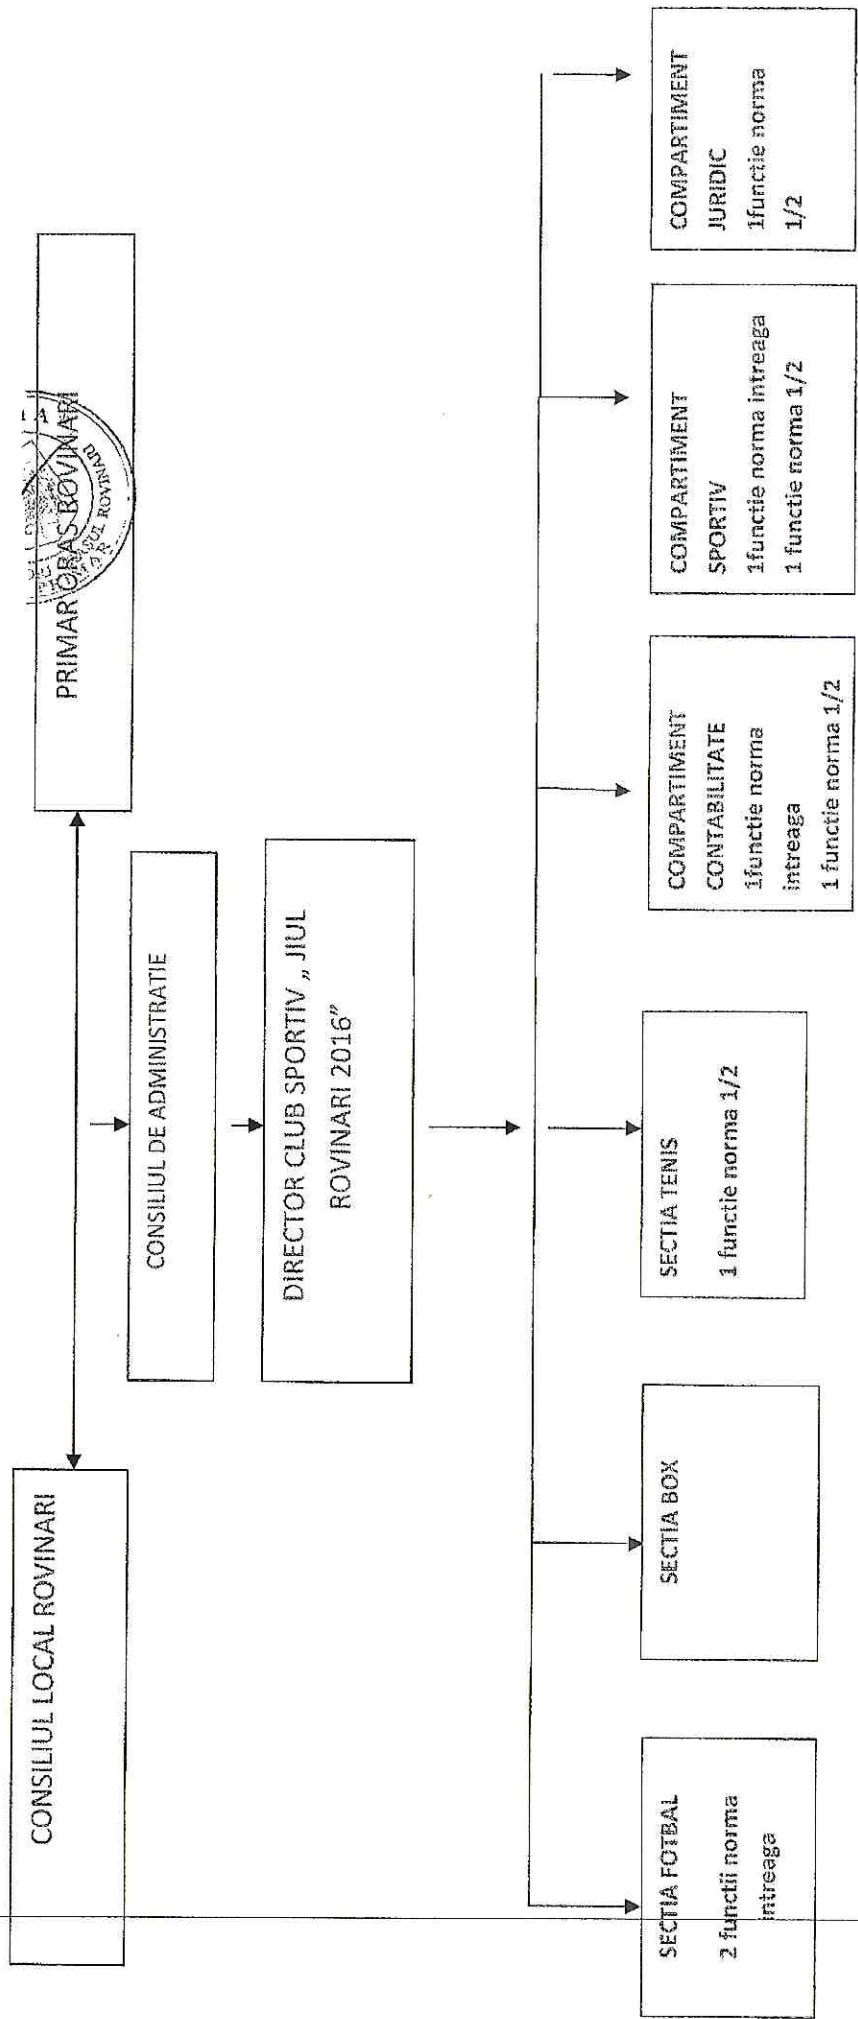 CONSILIUL LOCAL ROVINARI
PRIMAR ORAS ROVINARI
ROVINARI
CONSILIUL DE ADMINISTRATIE
DIRECTOR CLUB SPORTIV „ JIUL
ROVINARI 2016”
SECTIA FOTBAL
2 functii norma
intreaga
SECTIA BOX
SECTIA TENIS
1 functie norma 1/2
COMPARTIMENT
CONTABILITATE
1functie norma
intreaga
1 functie norma 1/2
COMPARTIMENT
SPORTIV
1functie norma intreaga
1 functie norma 1/2
COMPARTIMENT
JURIDIC
1functie norma
1/2